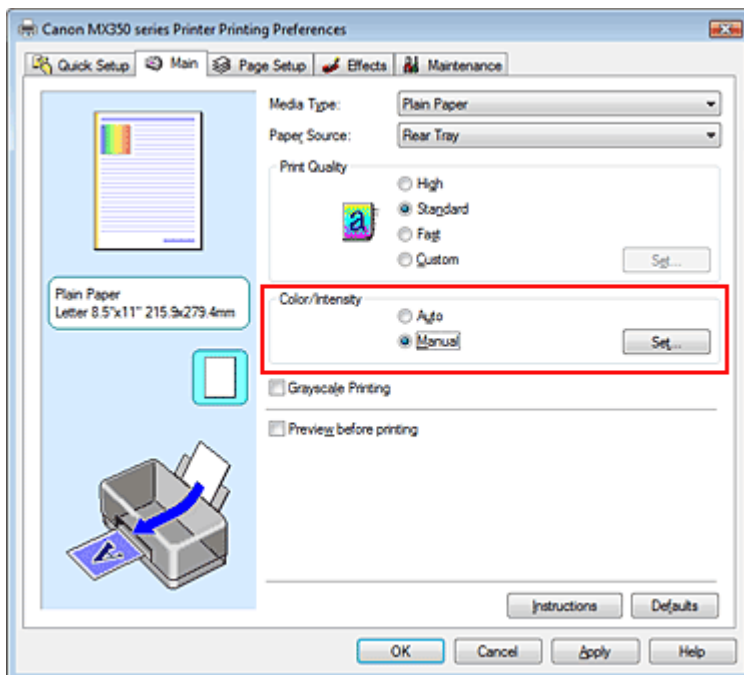 Canon MX350 series Printer Printing Preferences
Quick Setup Main Page Setup Effects Maintenance
Media Type: Plain Paper
Paper Source: Rear Tray
Print Quality
High
a Standard
Fast
Custom Set...
Plain Paper
Letter 8.5"x11" 215.9x279.4mm
Color/Intensity
Auto
Manual Set...
Grayscale Printing
Preview before printing
A
Instructions Defaults
OK Cancel Apply Help